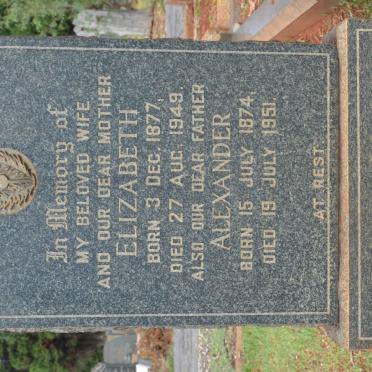 In Memory of
MY BELOVED WIFE
AND OUR DEAR MOTHER
ELIZABETH
BORN 3 DEC. 1877,
DIED 27 AUG. 1949.
ALSO OUR DEAR FATHER
ALEXANDER
BORN 15 JULY 1874,
DIED 19 JULY 1951.
AT REST